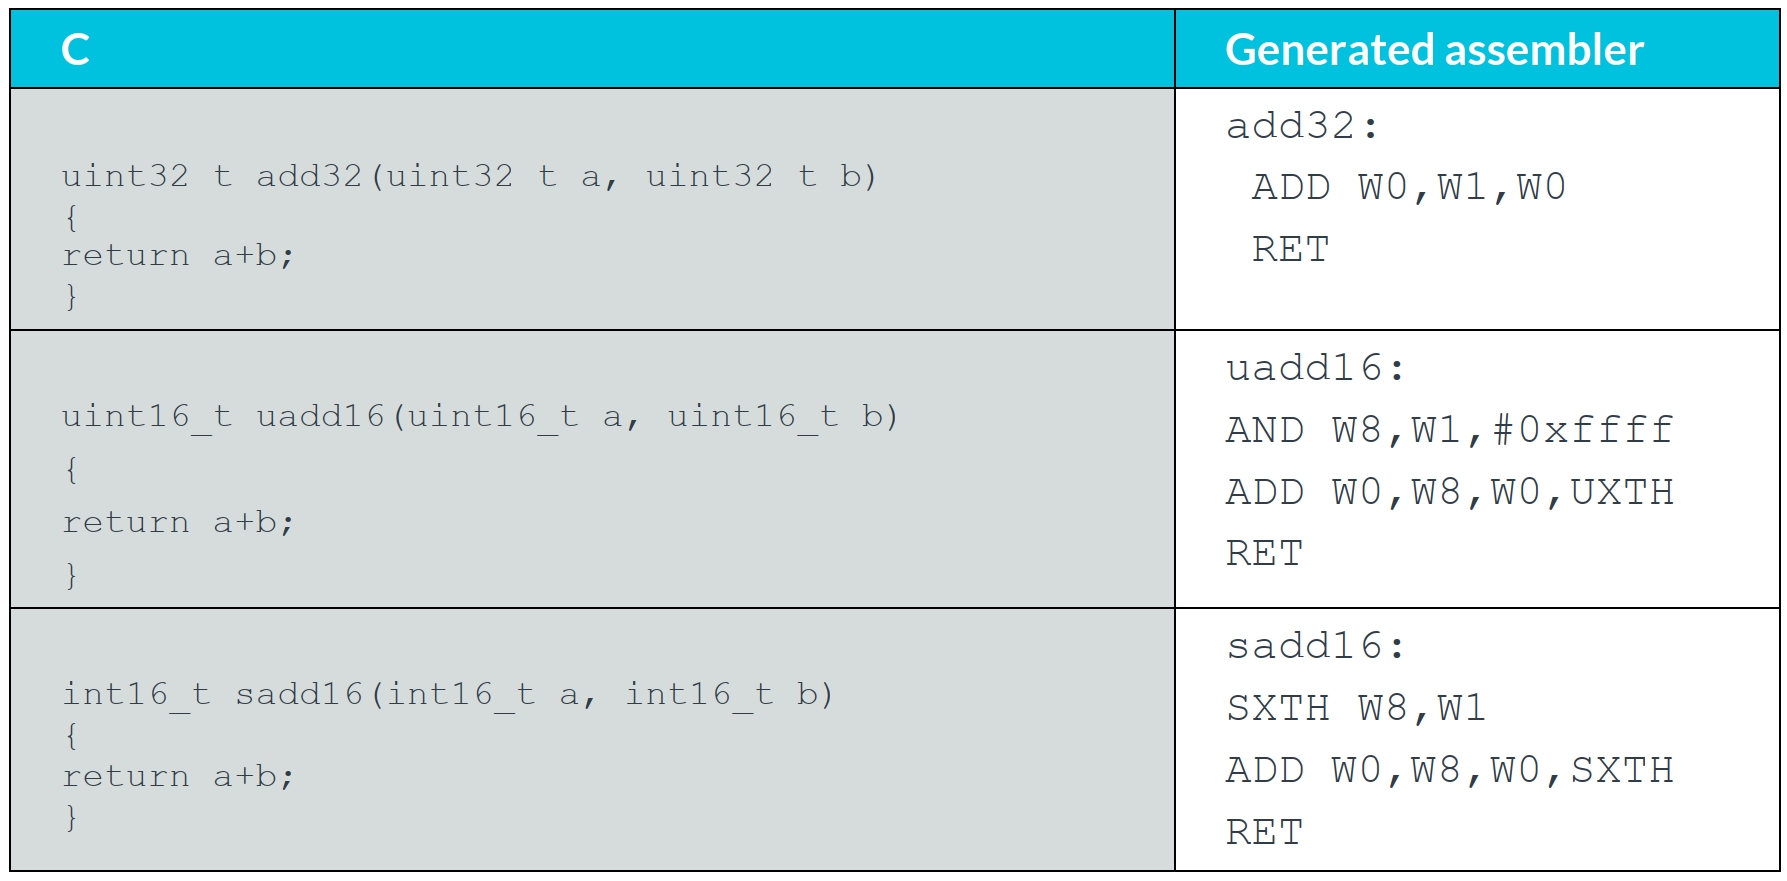 C
Generated assembler
uint32 t add32(uint32 t a, uint32 t b)
{
return a+b;
}
add32:
ADD W0,W1,W0
RET
uint16_t uadd16(uint16_t a, uint16_t b)
{
return a+b;
}
uadd16:
AND W8,W1,#0xffff
ADD W0,W8,W0,UXTH
RET
int16_t sadd16(int16_t a, int16_t b)
{
return a+b;
}
sadd16:
SXTH W8,W1
ADD W0,W8,W0,SXTH
RET